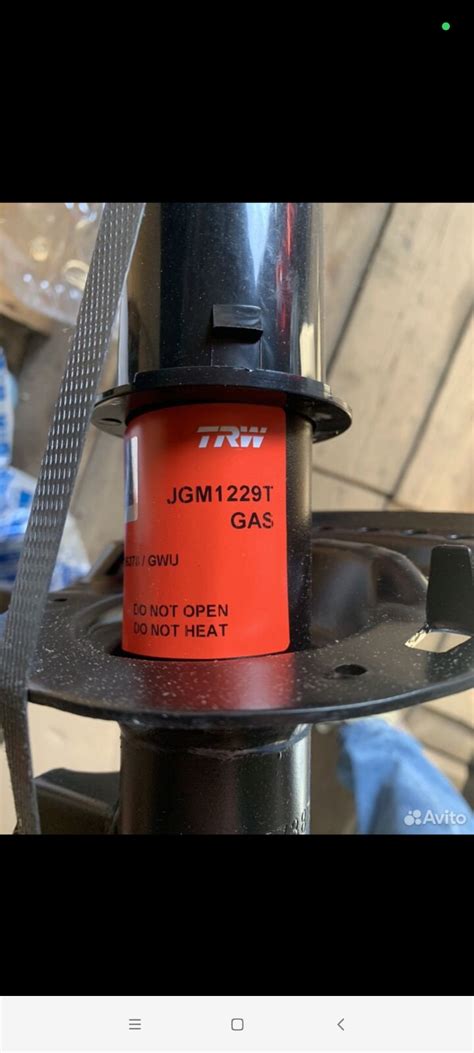 TRW
JGM1229T
GAS
/ GWU
DO NOT OPEN
DO NOT HEAT
Avito